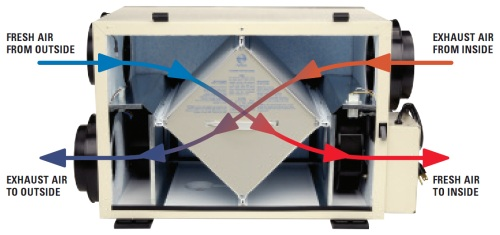 FRESH AIR
FROM OUTSIDE
EXHAUST AIR
FROM INSIDE
EXHAUST AIR
TO OUTSIDE
FRESH AIR
TO INSIDE